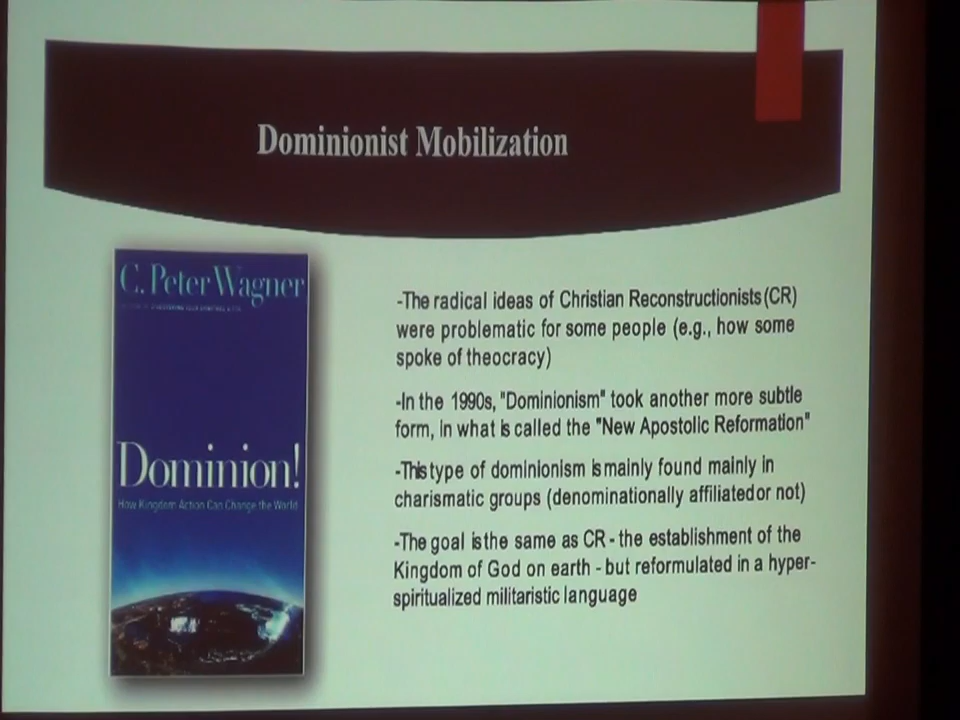 Dominionist Mobilization
C. Peter Wagner
Dominion!
How Kingdom Action Can Change the World
-The radical ideas of Christian Reconstructionists (CR)
were problematic for some people (e.g., how some
spoke of theocracy)
-In the 1990s, "Dominionism" took another more subtle
form, in what is called the "New Apostolic Reformation"
-This type of dominionism is mainly found mainly in
charismatic groups (denominationally affiliated or not)
-The goal is the same as CR - the establishment of the
Kingdom of God on earth - but reformulated in a hyper-
spiritualized militaristic language